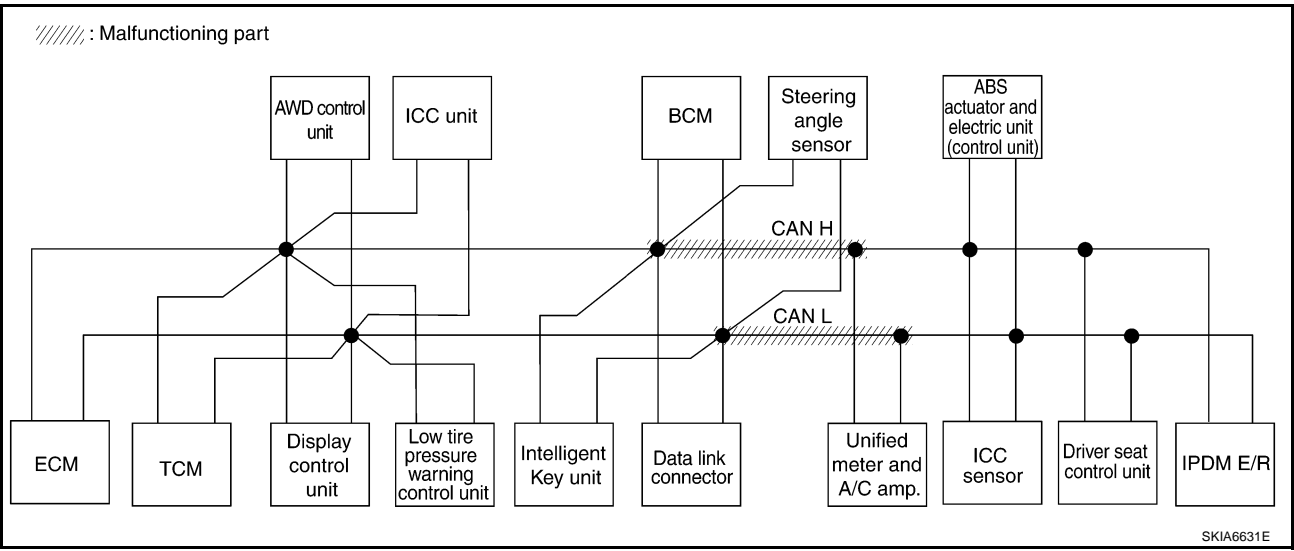 : Malfunctioning part
AWD control
unit
ICC unit
BCM
Steering
angle
sensor
ABS
actuator and
electric unit
(control unit)
CAN H
CAN L
ECM
TCM
Display
control
unit
Low tire
pressure
warning
control unit
Intelligent
Key unit
Data link
connector
Unified
meter and
A/C amp.
ICC
sensor
Driver seat
control unit
IPDM E/R
SKIA6631E